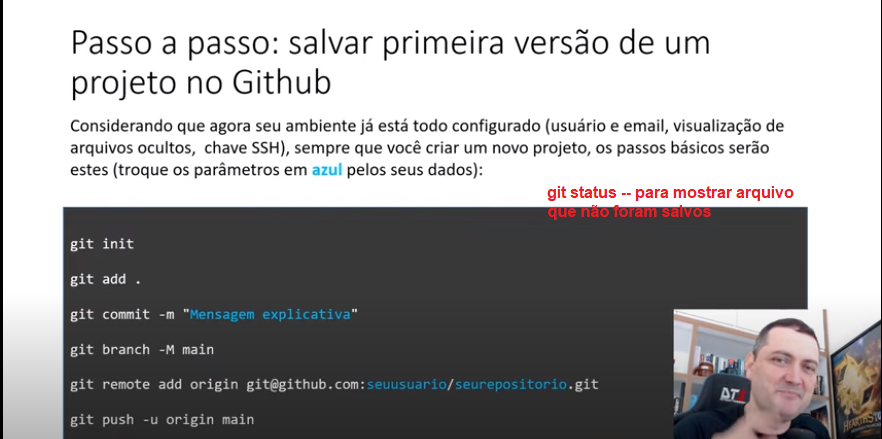 Passo a passo: salvar primeira versão de um
projeto no Github
Considerando que agora seu ambiente já está todo configurado (usuário e email, visualização de
arquivos ocultos,  chave SSH), sempre que você criar um novo projeto, os passos básicos serão
estes (troque os parâmetros em azul pelos seus dados):
git status -- para mostrar arquivo
que não foram salvos
git init
git add .
git commit -m "Mensagem explicativa"
git branch -M main
git remote add origin git@github.com:seuusuario/seurepositorio.git
git push -u origin main